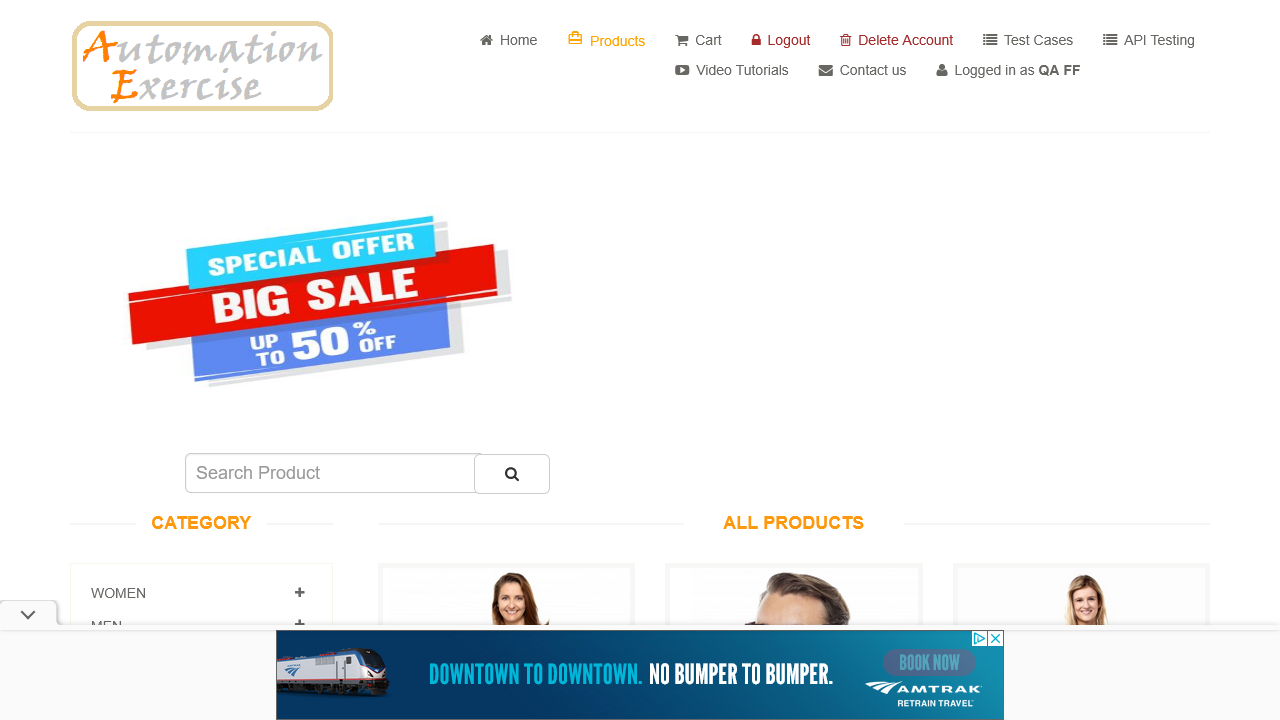 Automation
Exercise
Home
Products
Cart
Logout
Delete Account
Test Cases
API Testing
Video Tutorials
Contact us
Logged in as QA FF
SPECIAL OFFER
BIG SALE
UP TO 50% OFF
Search Product
CATEGORY
ALL PRODUCTS
WOMEN
MEN
DOWNTOWN TO DOWNTOWN. NO BUMPER TO BUMPER.
BOOK NOW
AMTRAK
RETRAIN TRAVEL